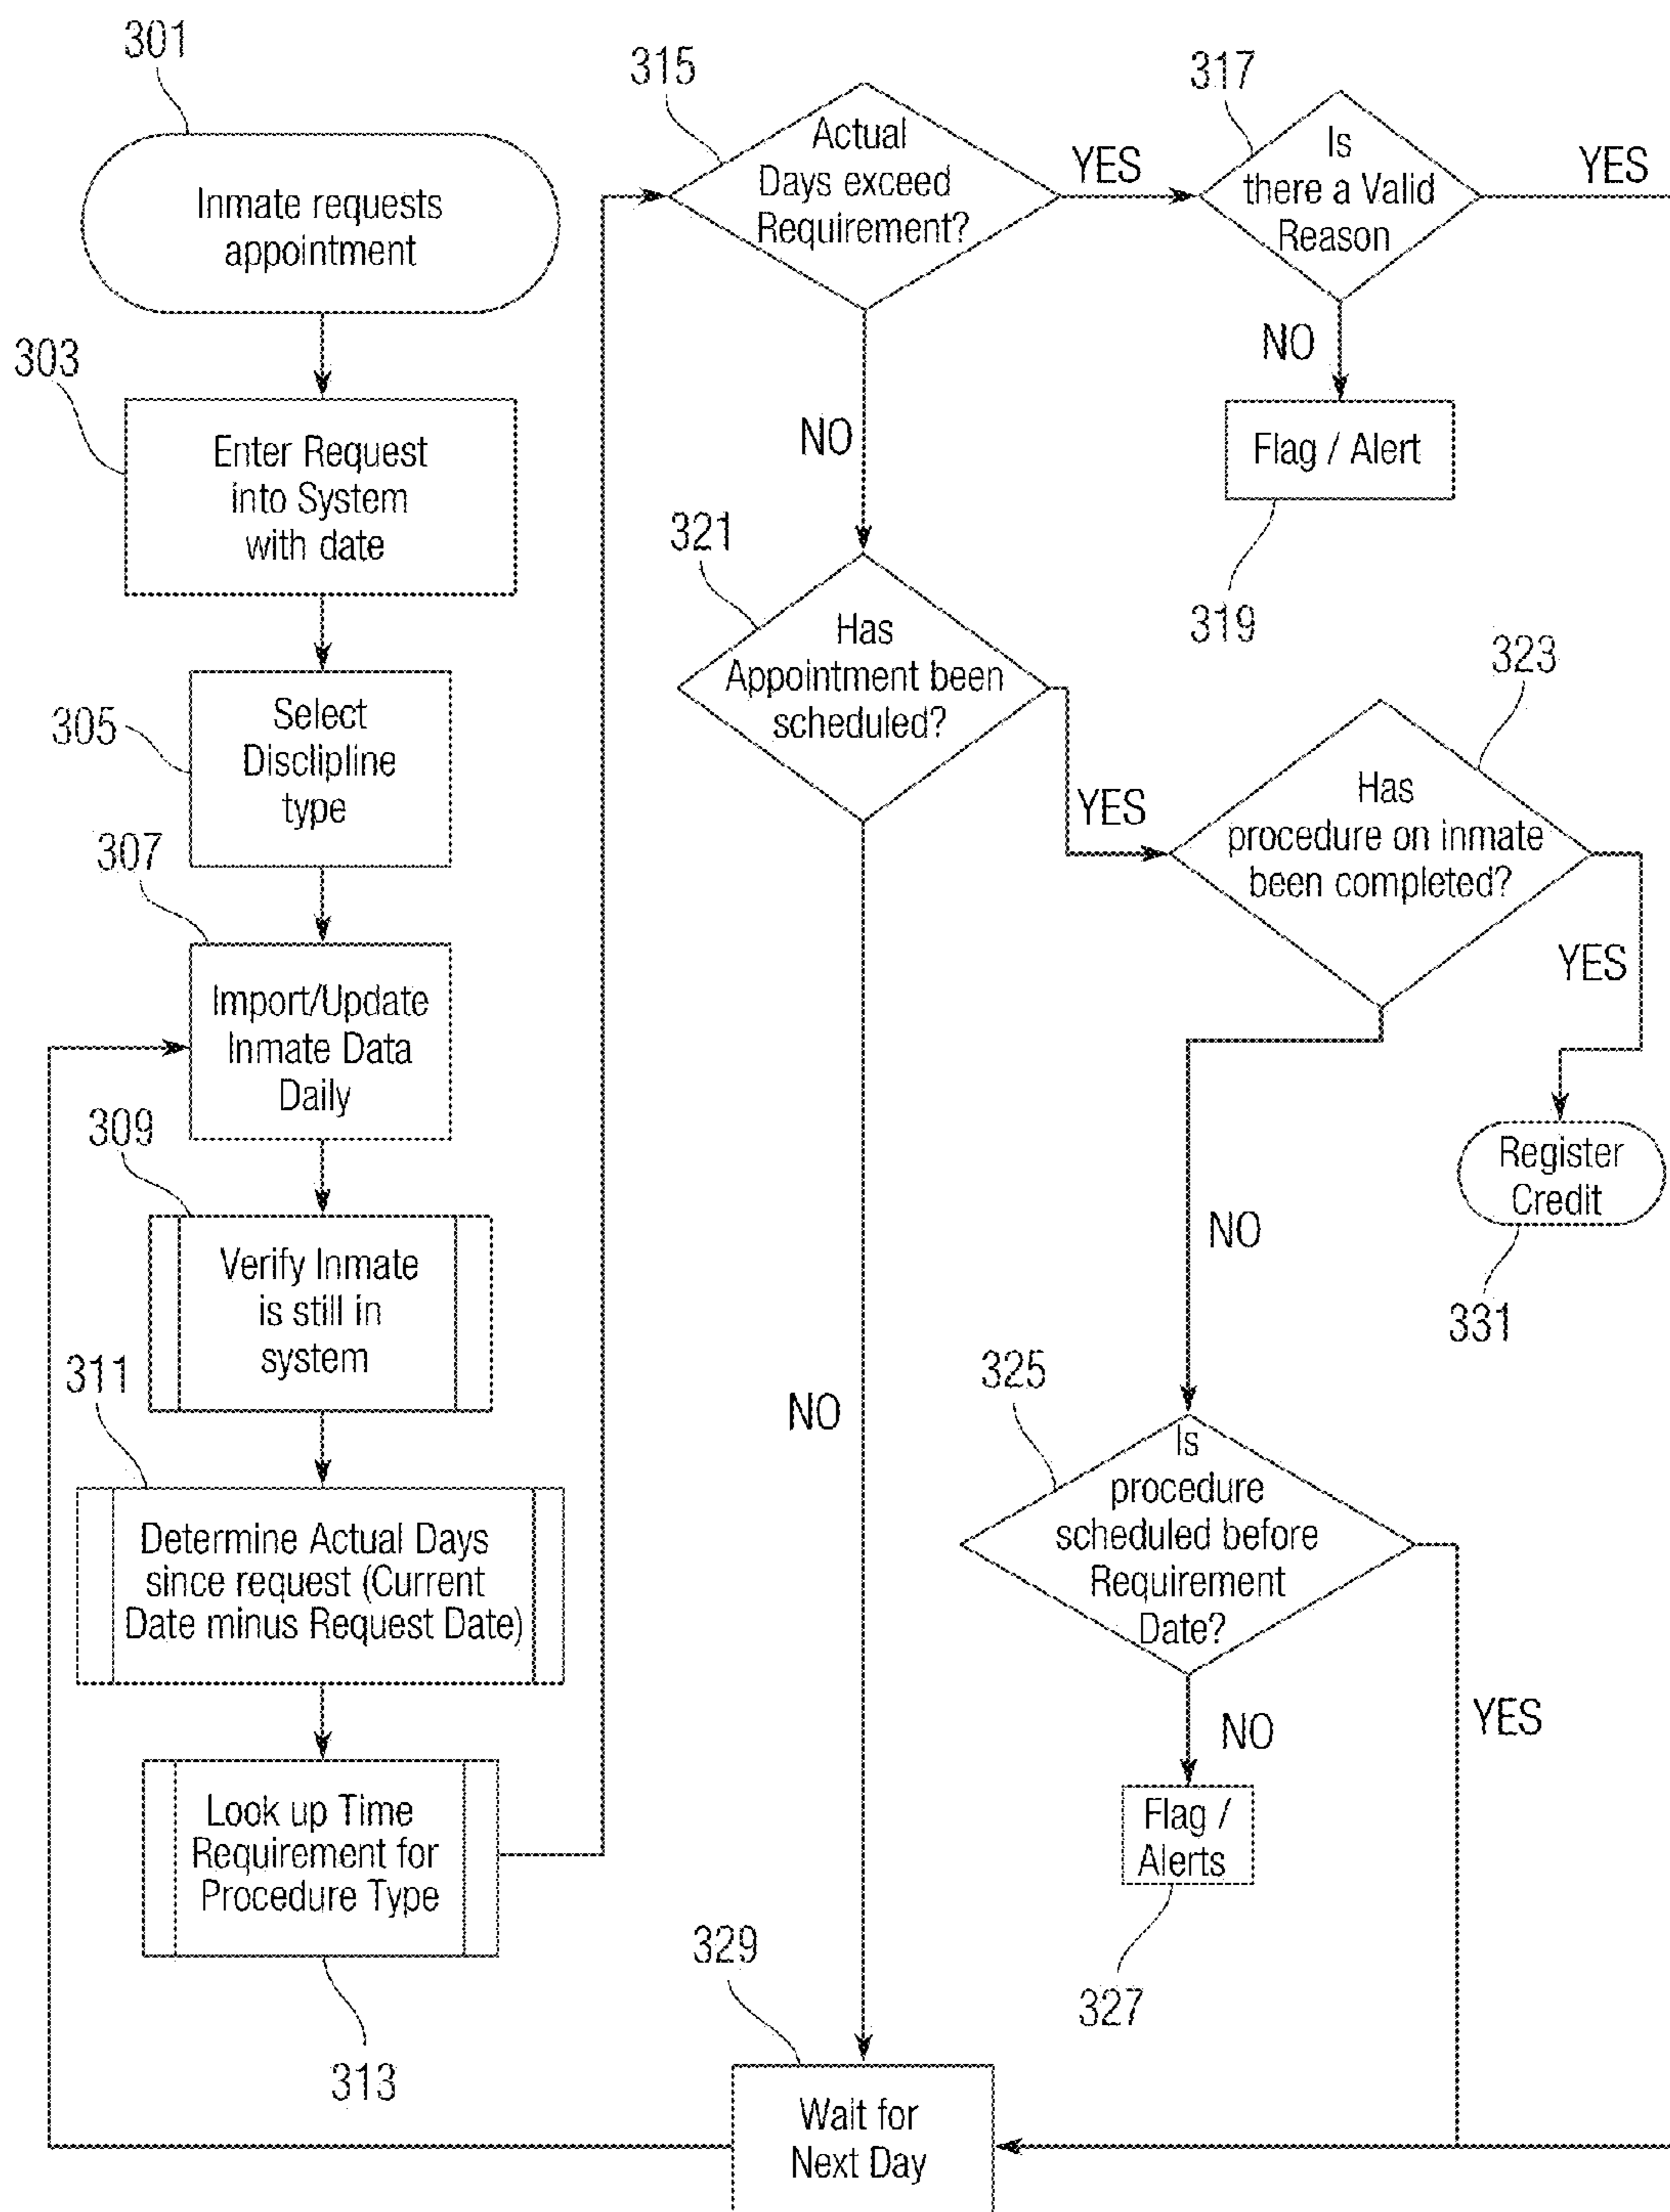 301
Inmate requests
appointment
303
Enter Request
into System
with date
305
Select
Disclipline
type
307
Import/Update
Inmate Data
Daily
309
Verify Inmate
is still in
system
311
Determine Actual Days
since request (Current
Date minus Request Date)
Look up Time
Requirement for
Procedure Type
313
315
Actual
Days exceed
Requirement?
YES
NO
317
Is
there a Valid
Reason
YES
NO
Flag / Alert
319
321
Has
Appointment been
scheduled?
YES
NO
323
Has
procedure on inmate
been completed?
YES
NO
Register
Credit
331
325
Is
procedure
scheduled before
Requirement
Date?
YES
NO
Flag /
Alerts
327
329
Wait for
Next Day